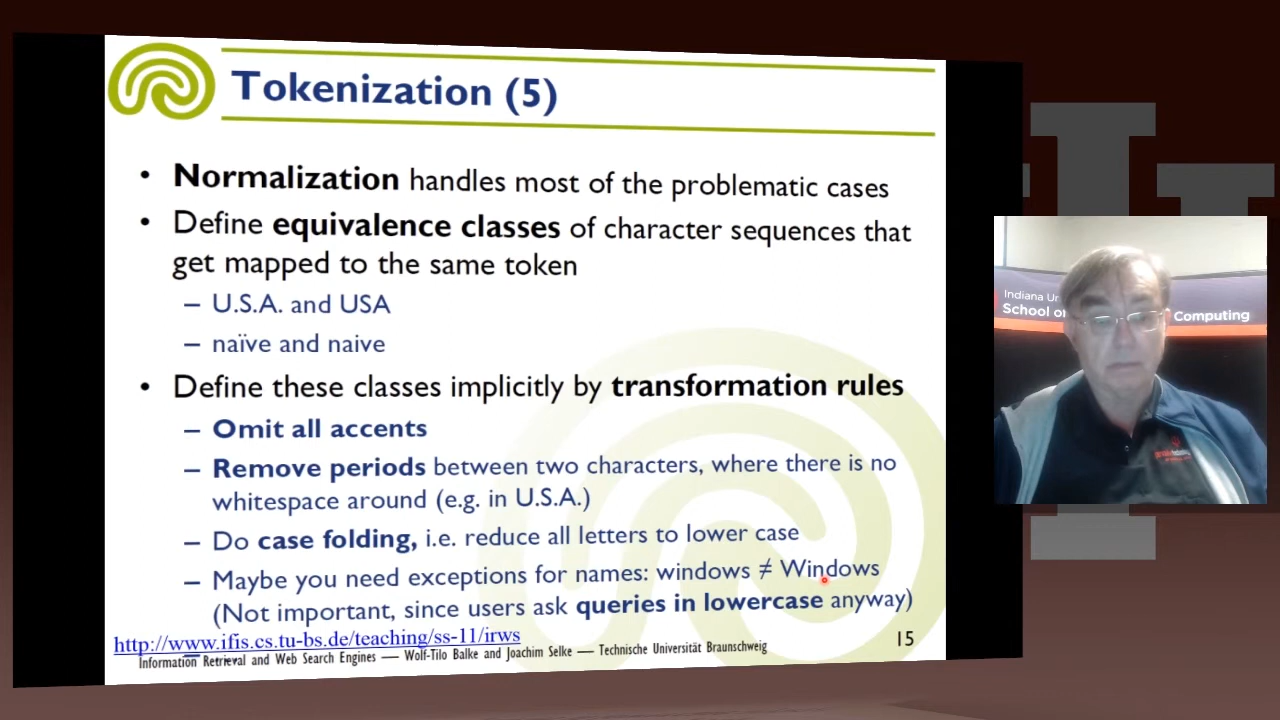 Tokenization (5)
• Normalization handles most of the problematic cases
• Define equivalence classes of character sequences that
get mapped to the same token
– U.S.A. and USA
– naïve and naive
• Define these classes implicitly by transformation rules
– Omit all accents
– Remove periods between two characters, where there is no
whitespace around (e.g. in U.S.A.)
– Do case folding, i.e. reduce all letters to lower case
– Maybe you need exceptions for names: windows ≠ Windows
(Not important, since users ask queries in lowercase anyway)
http://www.ifis.cs.tu-bs.de/teaching/ss-11/irws
Information Retrieval and Web Search Engines — Wolf-Tilo Balke and Joachim Selke — Technische Universität Braunschweig
15
Indiana
School Computing